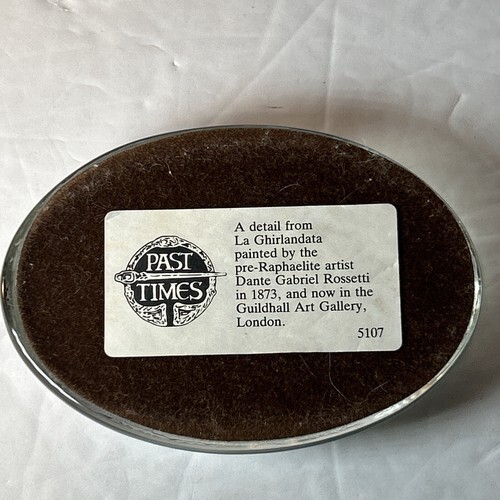 PAST
TIMES
A detail from
La Ghirlandata
painted by the
pre-Raphaelite artist
Dante Gabriel Rossetti
in 1873, and now in the
Guildhall Art Gallery,
London.
5107